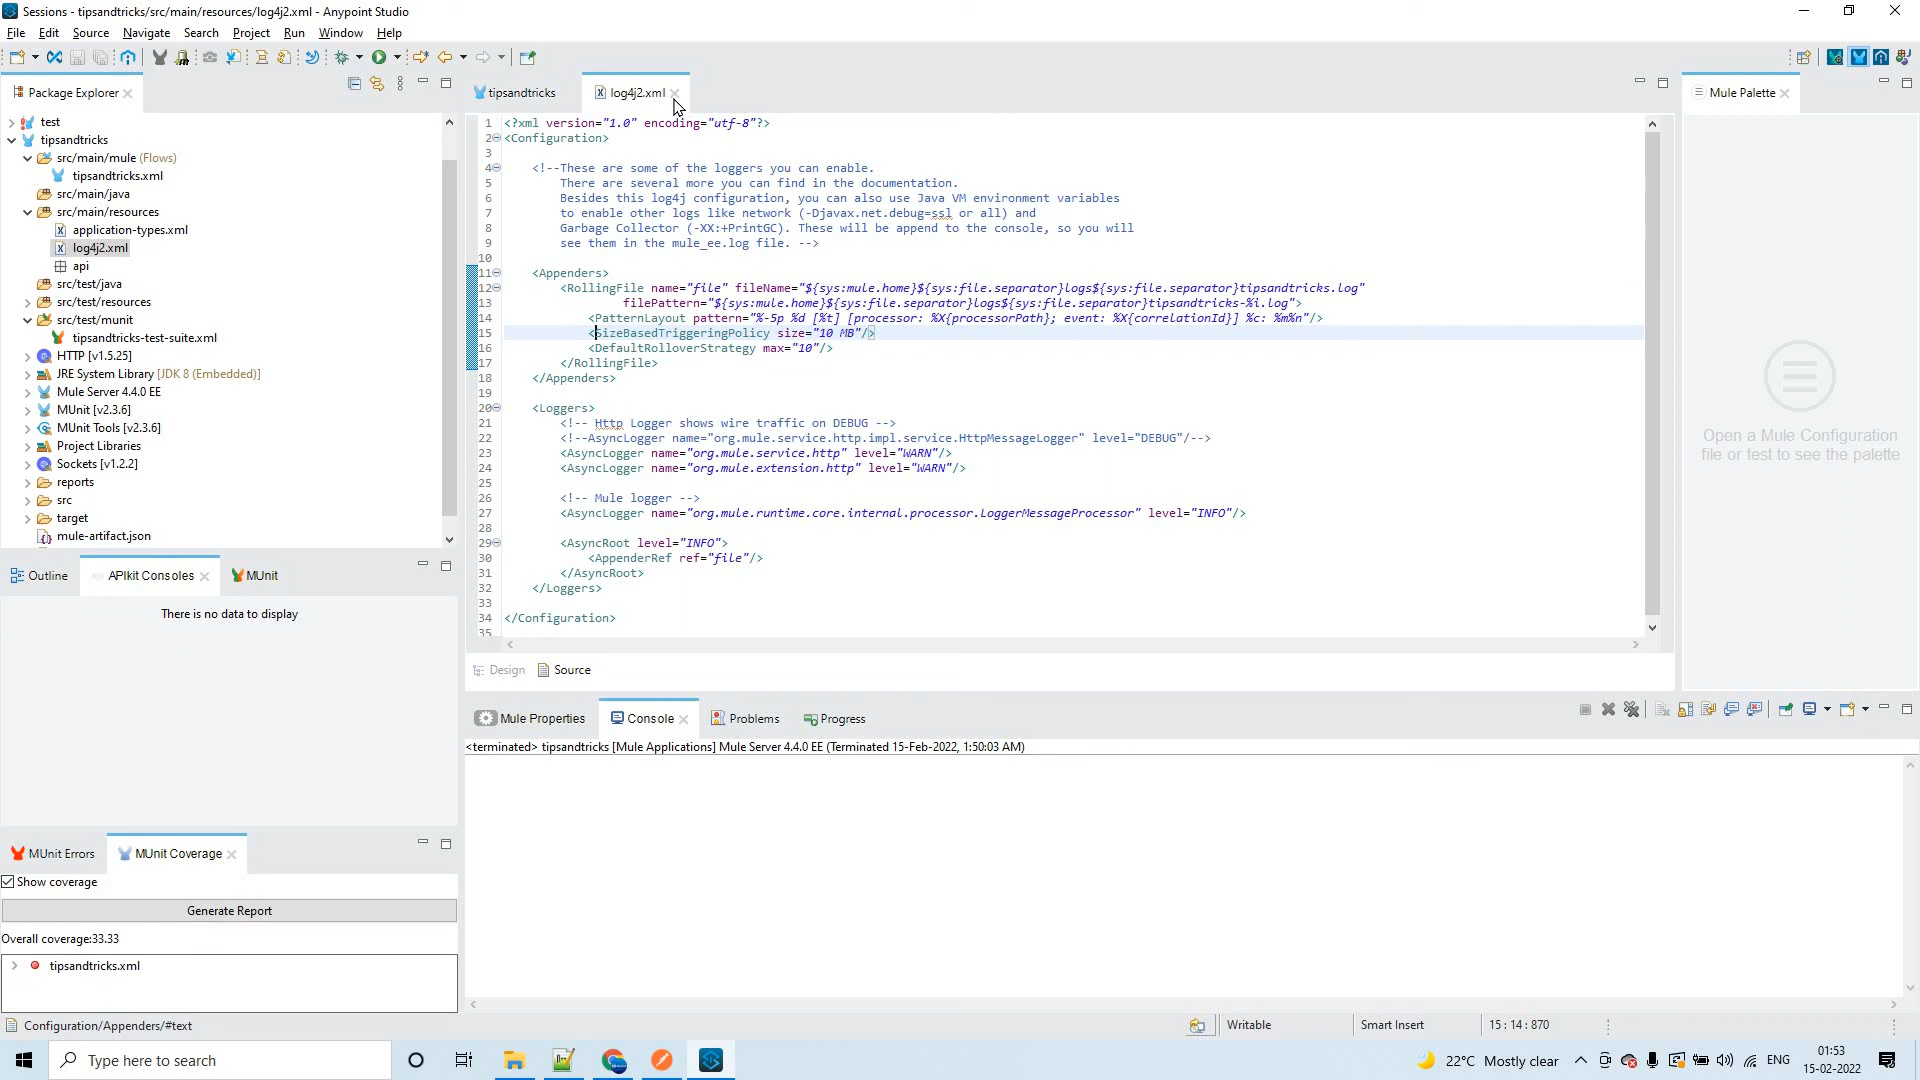 Sessions - tipsandtricks/src/main/resources/log4j2.xml - Anypoint Studio
File Edit Source Navigate Search Project Run Window Help
Package Explorer
test
tipsandtricks
src/main/mule (Flows)
tipsandtricks.xml
src/main/java
src/main/resources
application-types.xml
log4j2.xml
api
src/test/java
src/test/resources
src/test/munit
tipsandtricks-test-suite.xml
HTTP [v1.5.25]
JRE System Library [JDK 8 (Embedded)]
Mule Server 4.4.0 EE
MUnit [v2.3.6]
MUnit Tools [v2.3.6]
Project Libraries
Sockets [v1.2.2]
reports
src
target
mule-artifact.json
Outline APIkit Consoles MUnit
There is no data to display
MUnit Errors MUnit Coverage
Show coverage
Generate Report
Overall coverage:33.33
tipsandtricks.xml
tipsandtricks log4j2.xml
1 <?xml version="1.0" encoding="utf-8"?>
2 <Configuration>
3
4 <!--These are some of the loggers you can enable.
5 There are several more you can find in the documentation.
6 Besides this log4j configuration, you can also use Java VM environment variables
7 to enable other logs like network (-Djavax.net.debug=ssl or all) and
8 Garbage Collector (-XX:+PrintGC). These will be append to the console, so you will
9 see them in the mule_ee.log file. -->
10
11 <Appenders>
12 <RollingFile name="file" fileName="${sys:mule.home}${sys:file.separator}logs${sys:file.separator}tipsandtricks.log"
13 filePattern="${sys:mule.home}${sys:file.separator}logs${sys:file.separator}tipsandtricks-%i.log">
14 <PatternLayout pattern="%-5p %d [%t] [processor: %X{processorPath}; event: %X{correlationId}] %c: %m%n"/>
15 <SizeBasedTriggeringPolicy size="10 MB"/>
16 <DefaultRolloverStrategy max="10"/>
17 </RollingFile>
18 </Appenders>
19
20 <Loggers>
21 <!-- Http Logger shows wire traffic on DEBUG -->
22 <!--AsyncLogger name="org.mule.service.http.impl.service.HttpMessageLogger" level="DEBUG"/-->
23 <AsyncLogger name="org.mule.service.http" level="WARN"/>
24 <AsyncLogger name="org.mule.extension.http" level="WARN"/>
25
26 <!-- Mule logger -->
27 <AsyncLogger name="org.mule.runtime.core.internal.processor.LoggerMessageProcessor" level="INFO"/>
28
29 <AsyncRoot level="INFO">
30 <AppenderRef ref="file"/>
31 </AsyncRoot>
32 </Loggers>
33
34 </Configuration>
35
Design Source
Mule Palette
Open a Mule Configuration
file or test to see the palette
Mule Properties Console Problems Progress
<terminated> tipsandtricks [Mule Applications] Mule Server 4.4.0 EE (Terminated 15-Feb-2022, 1:50:03 AM)
Configuration/Appenders/#text Writable Smart Insert 15 : 14 : 870
Type here to search
22°C Mostly clear ENG
01:53
15-02-2022